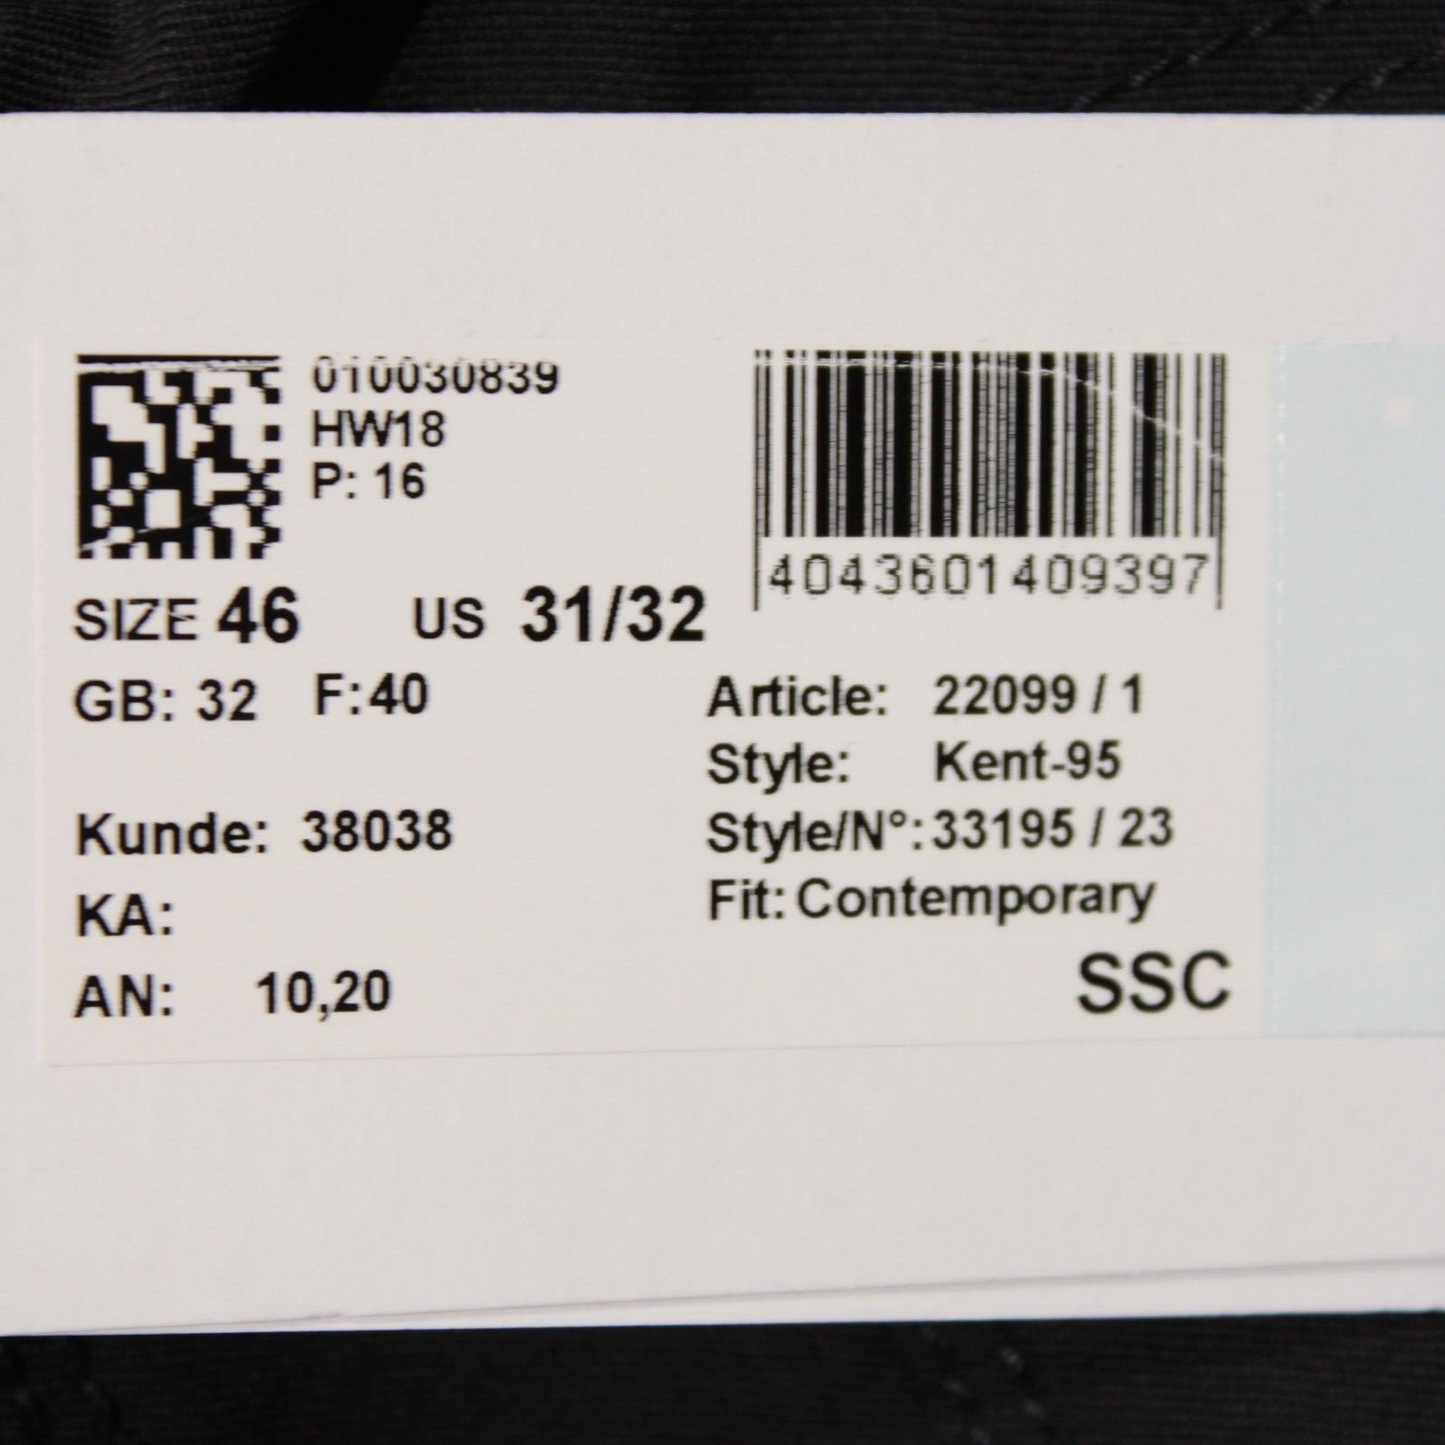 010030839
HW18
P: 16
4043601409397
SIZE 46 US 31/32
GB: 32 F:40
Kunde: 38038
KA:
AN: 10,20
Article: 22099 / 1
Style: Kent-95
Style/N°: 33195 / 23
Fit: Contemporary
SSC